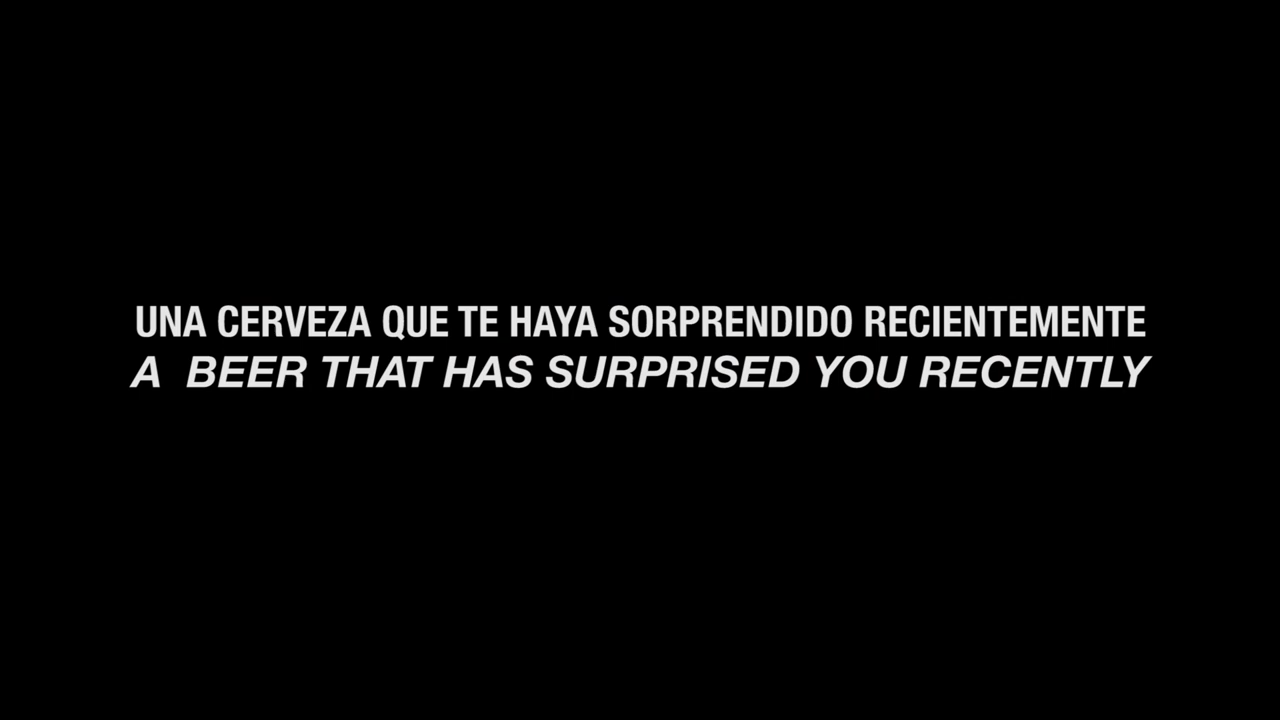 UNA CERVEZA QUE TE HAYA SORPRENDIDO RECIENTEMENTE
A  BEER THAT HAS SURPRISED YOU RECENTLY